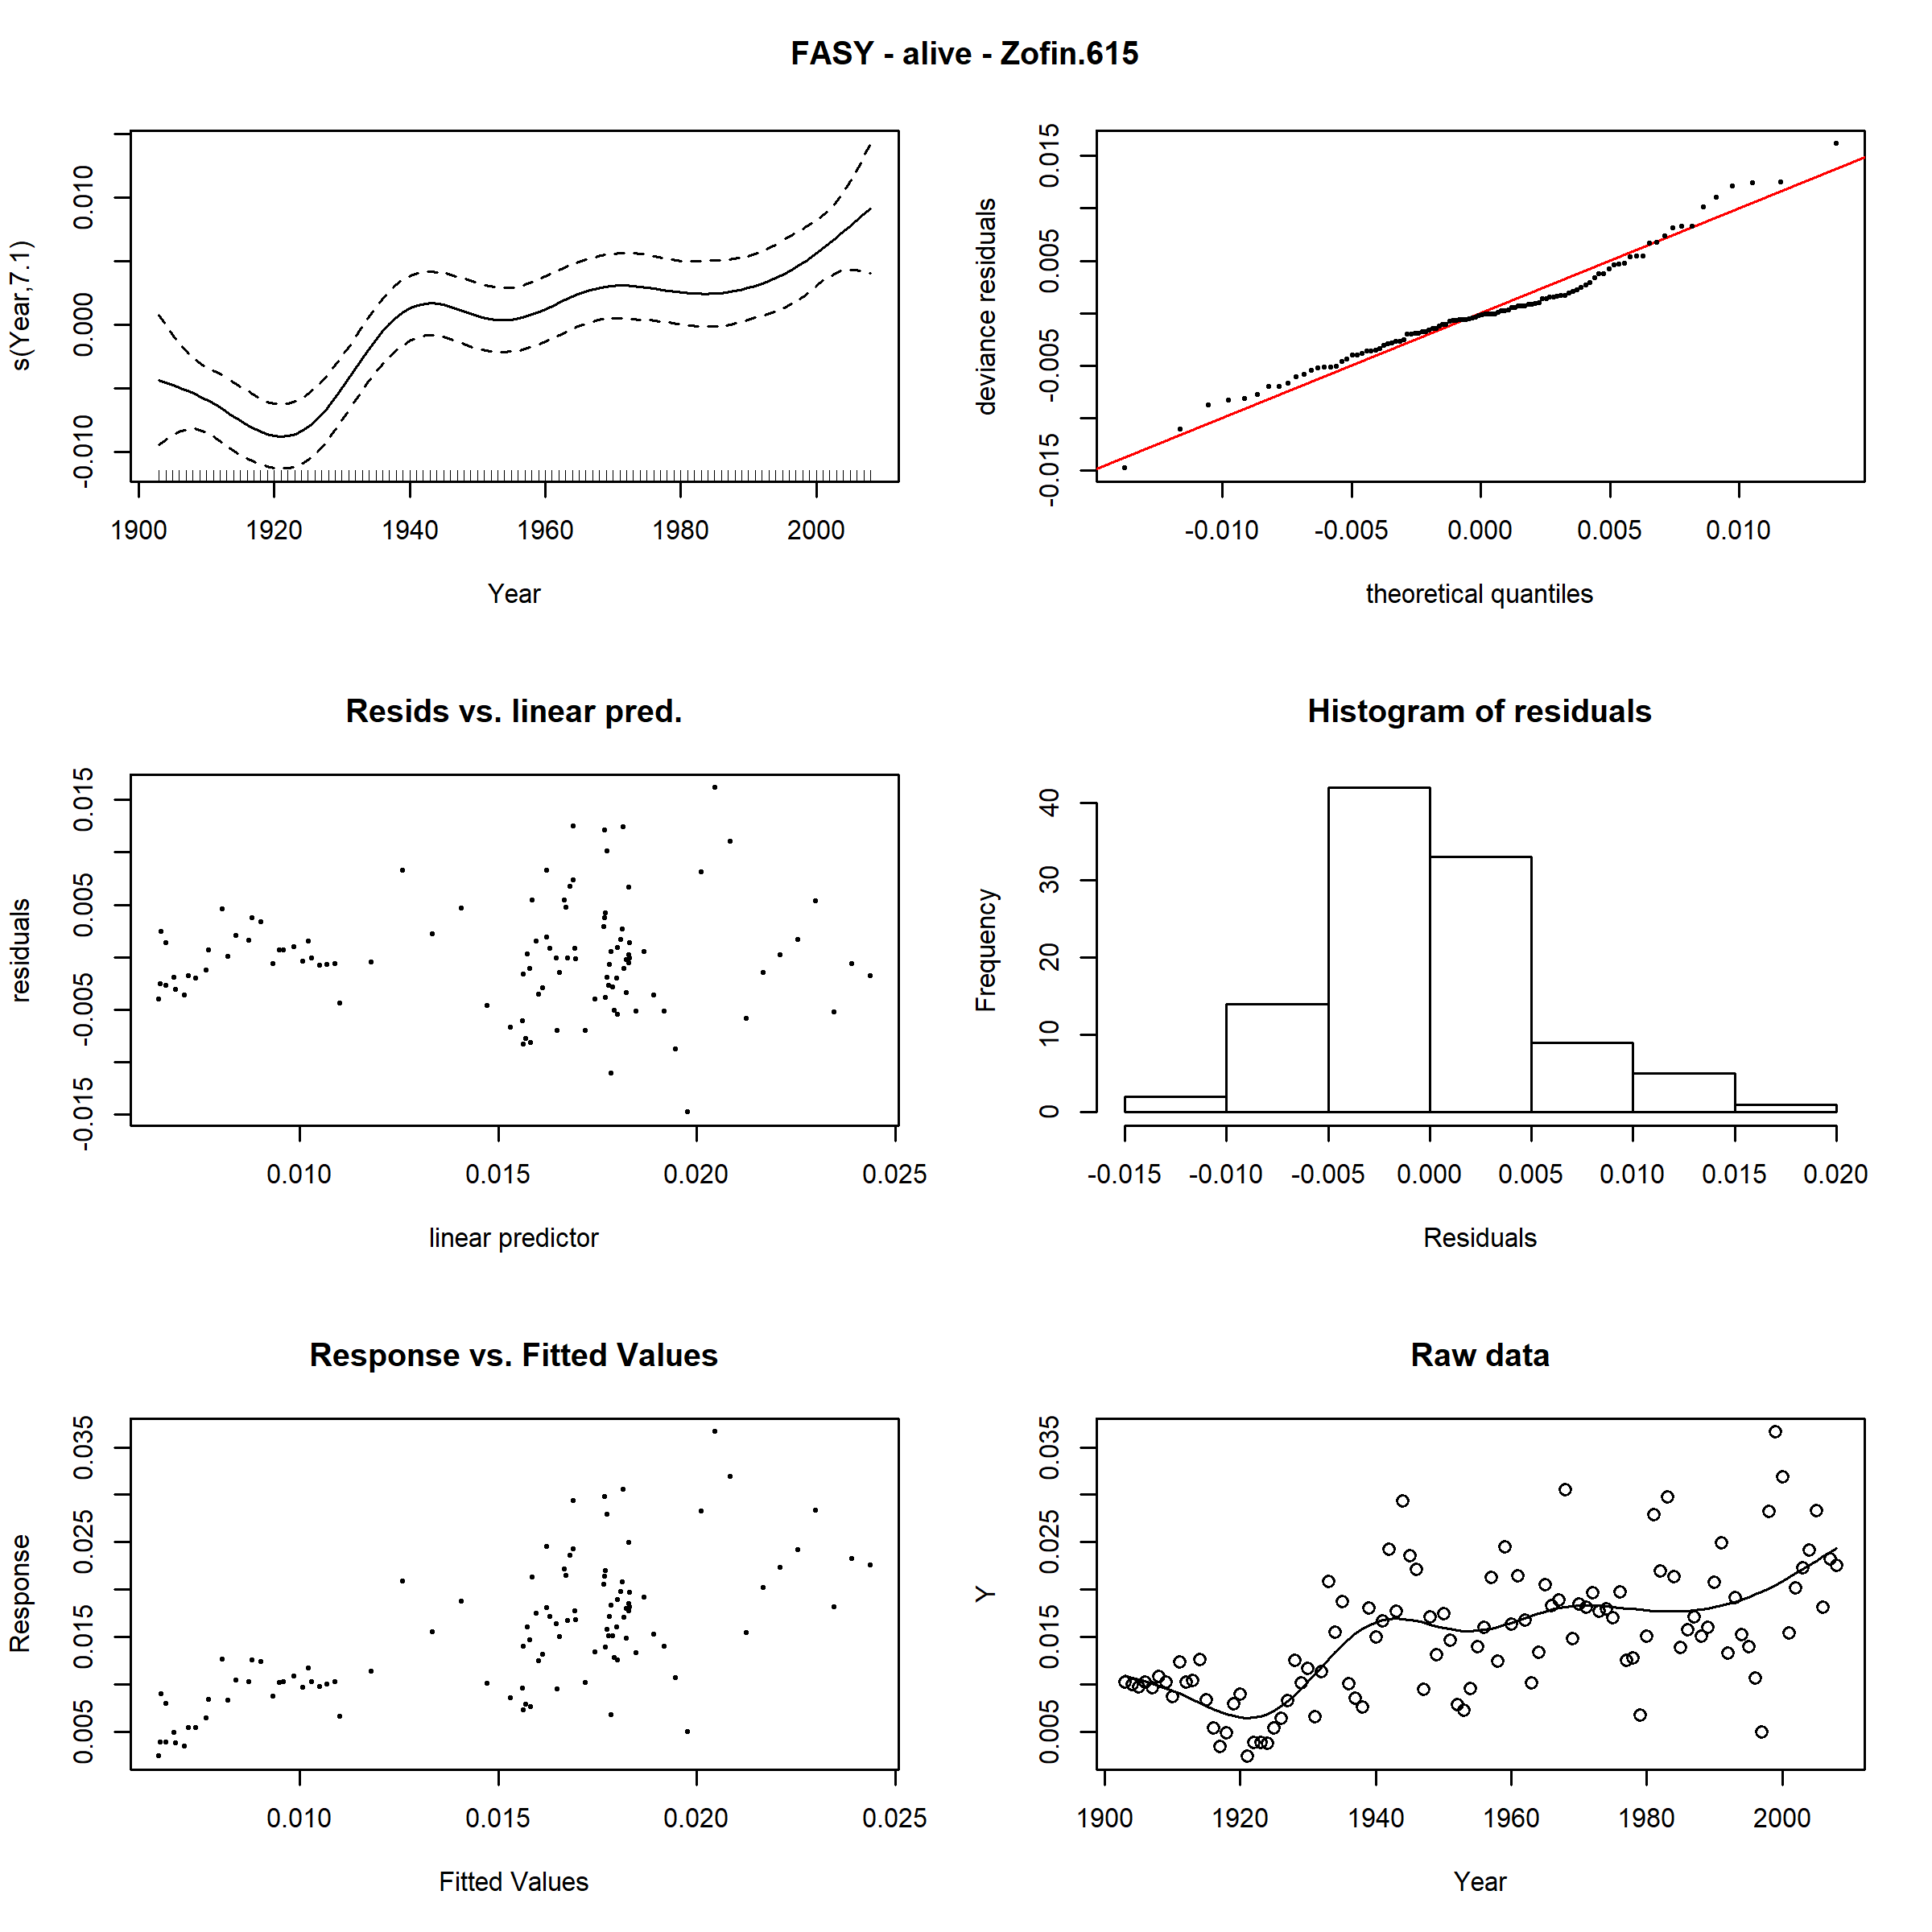 FASY - alive - Zofin.615
s(Year,7.1)
-0.010 0.000 0.010
1900 1920 1940 1960 1980 2000
Year
deviance residuals
-0.015 -0.005 0.005 0.015
-0.010 -0.005 0.000 0.005 0.010
theoretical quantiles
Resids vs. linear pred.
residuals
-0.015 -0.005 0.005 0.015
0.010 0.015 0.020 0.025
linear predictor
Histogram of residuals
Frequency
0 10 20 30 40
-0.015 -0.010 -0.005 0.000 0.005 0.010 0.015 0.020
Residuals
Response vs. Fitted Values
Response
0.005 0.015 0.025 0.035
0.010 0.015 0.020 0.025
Fitted Values
Raw data
Y
0.005 0.015 0.025 0.035
1900 1920 1940 1960 1980 2000
Year